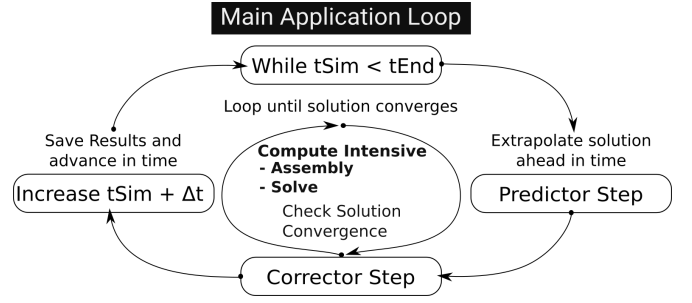 Main Application Loop
While tSim < tEnd
Loop until solution converges
Save Results and
advance in time
Extrapolate solution
ahead in time
Compute Intensive
- Assembly
- Solve
Increase tSim + Δt
Predictor Step
Check Solution
Convergence
Corrector Step